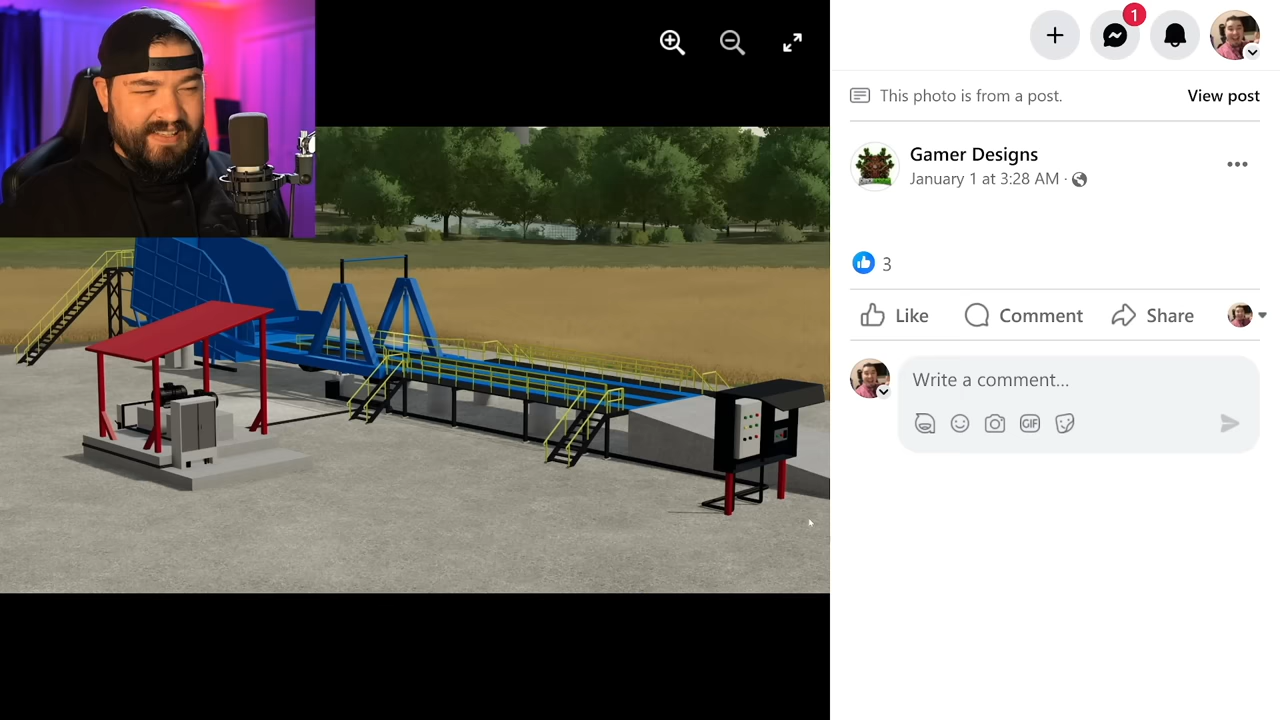 1
This photo is from a post.
View post
Gamer Designs
January 1 at 3:28 AM ·
3
Like
Comment
Share
Write a comment...
GIF